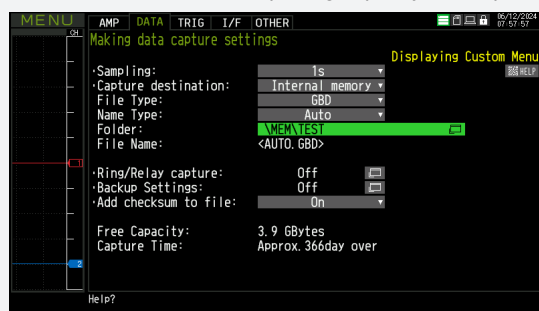 MENU AMP DATA TRIG I/F OTHER 06/12/2024
07:57:57
CH
Making data capture settings
Displaying Custom Menu
HELP
・Sampling: 1s
・Capture destination: Internal memory
File Type: GBD
Name Type: Auto
Folder: \MEM\TEST
File Name: <AUTO.GBD>
1
・Ring/Relay capture: Off
・Backup Settings: Off
・Add checksum to file: On
Free Capacity: 3.9 GBytes
Capture Time: Approx.366day over
2
Help?